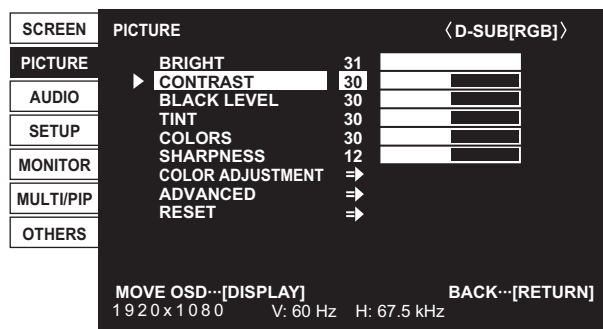 SCREEN
PICTURE
AUDIO
SETUP
MONITOR
MULTI/PIP
OTHERS
PICTURE 〈D-SUB[RGB]〉
BRIGHT 31
CONTRAST 30
BLACK LEVEL 30
TINT 30
COLORS 30
SHARPNESS 12
COLOR ADJUSTMENT
ADVANCED
RESET
MOVE OSD···[DISPLAY] BACK···[RETURN]
1920x1080 V: 60 Hz H: 67.5 kHz